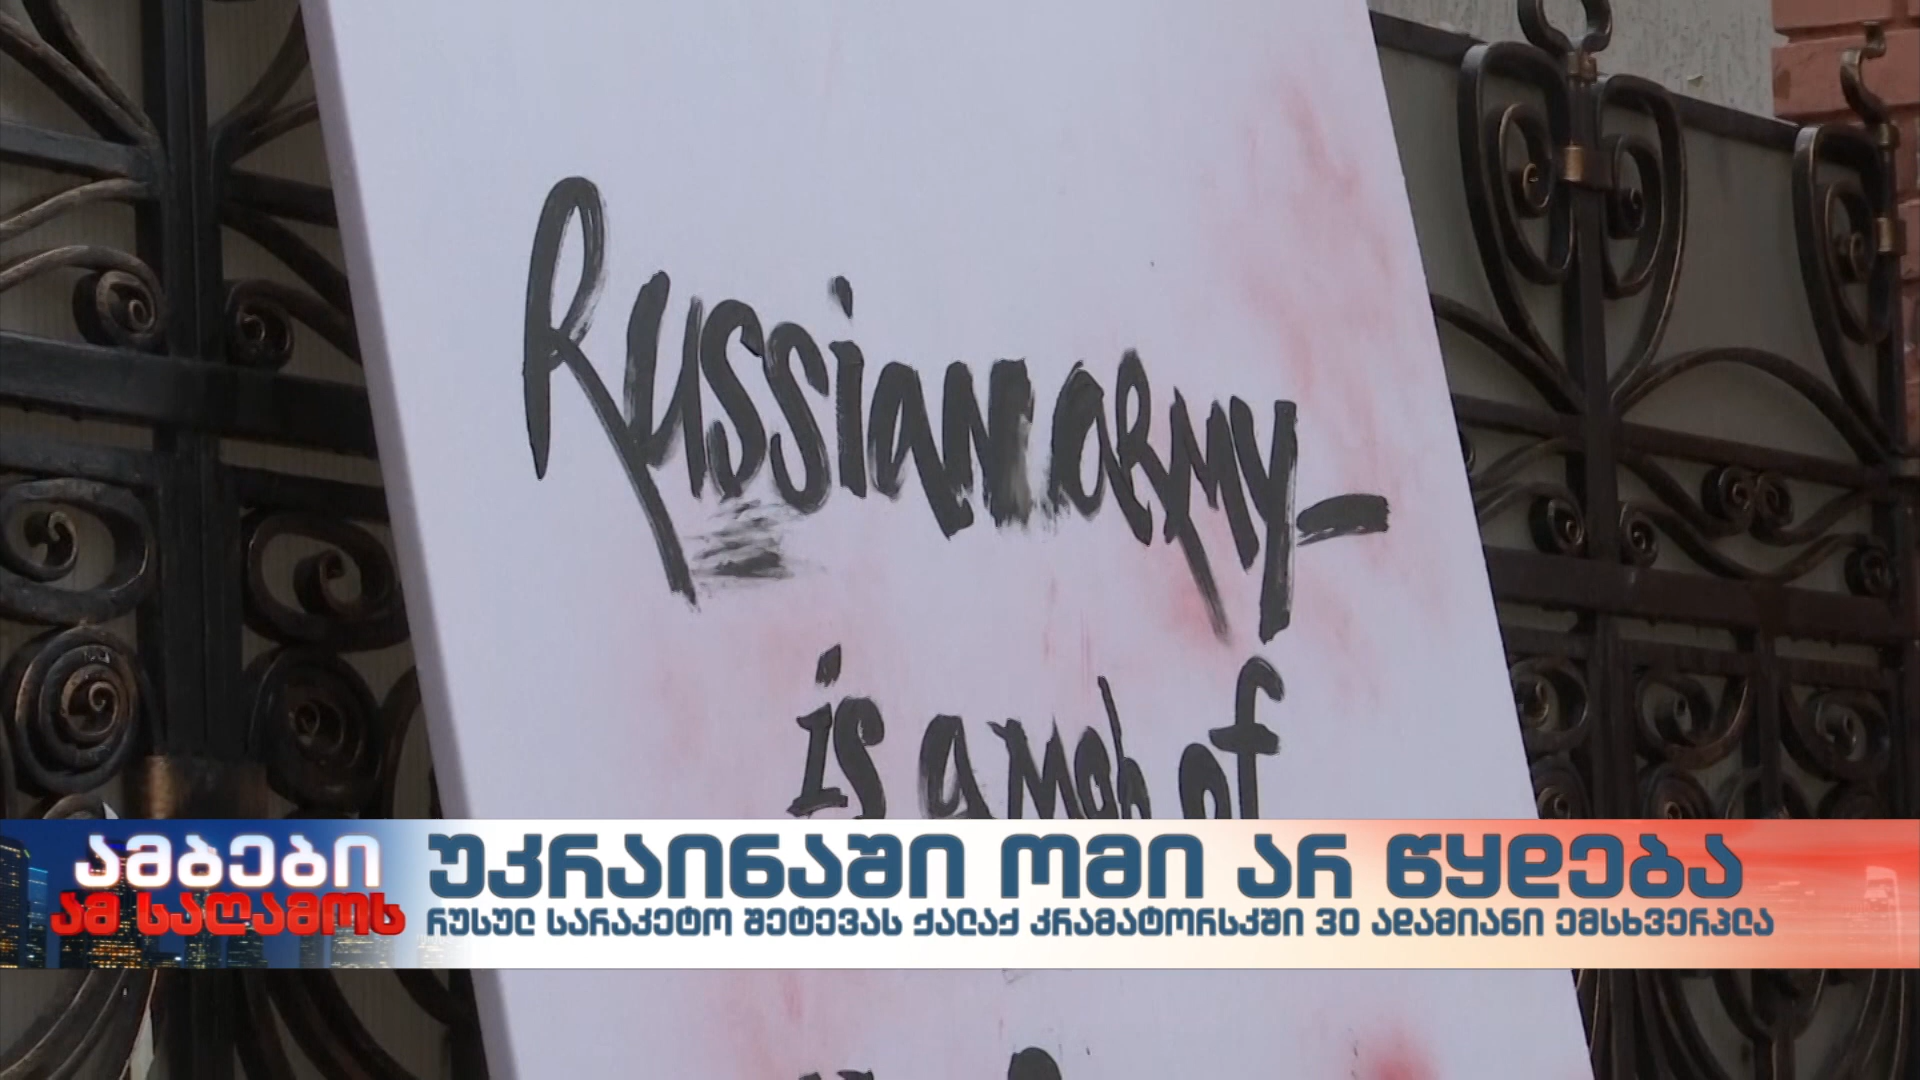 Russian army_
is a mob of
ამბები
ამ საღამოს
უკრაინაში ომი არ წყდება
რუსულ სარაკეტო შეტევას ქალაქ კრამატორსკში 30 ადამიანი ემსხვერპლა